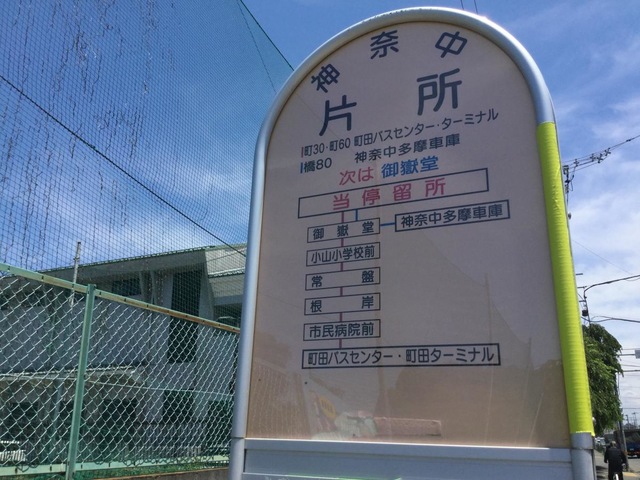 神奈中
片所
町30・町60 町田バスセンター・ターミナル
橋80 神奈中多摩車庫
次は 御嶽堂
当停留所
御嶽堂 神奈中多摩車庫
小山小学校前
常盤
根岸
市民病院前
町田バスセンター・町田ターミナル